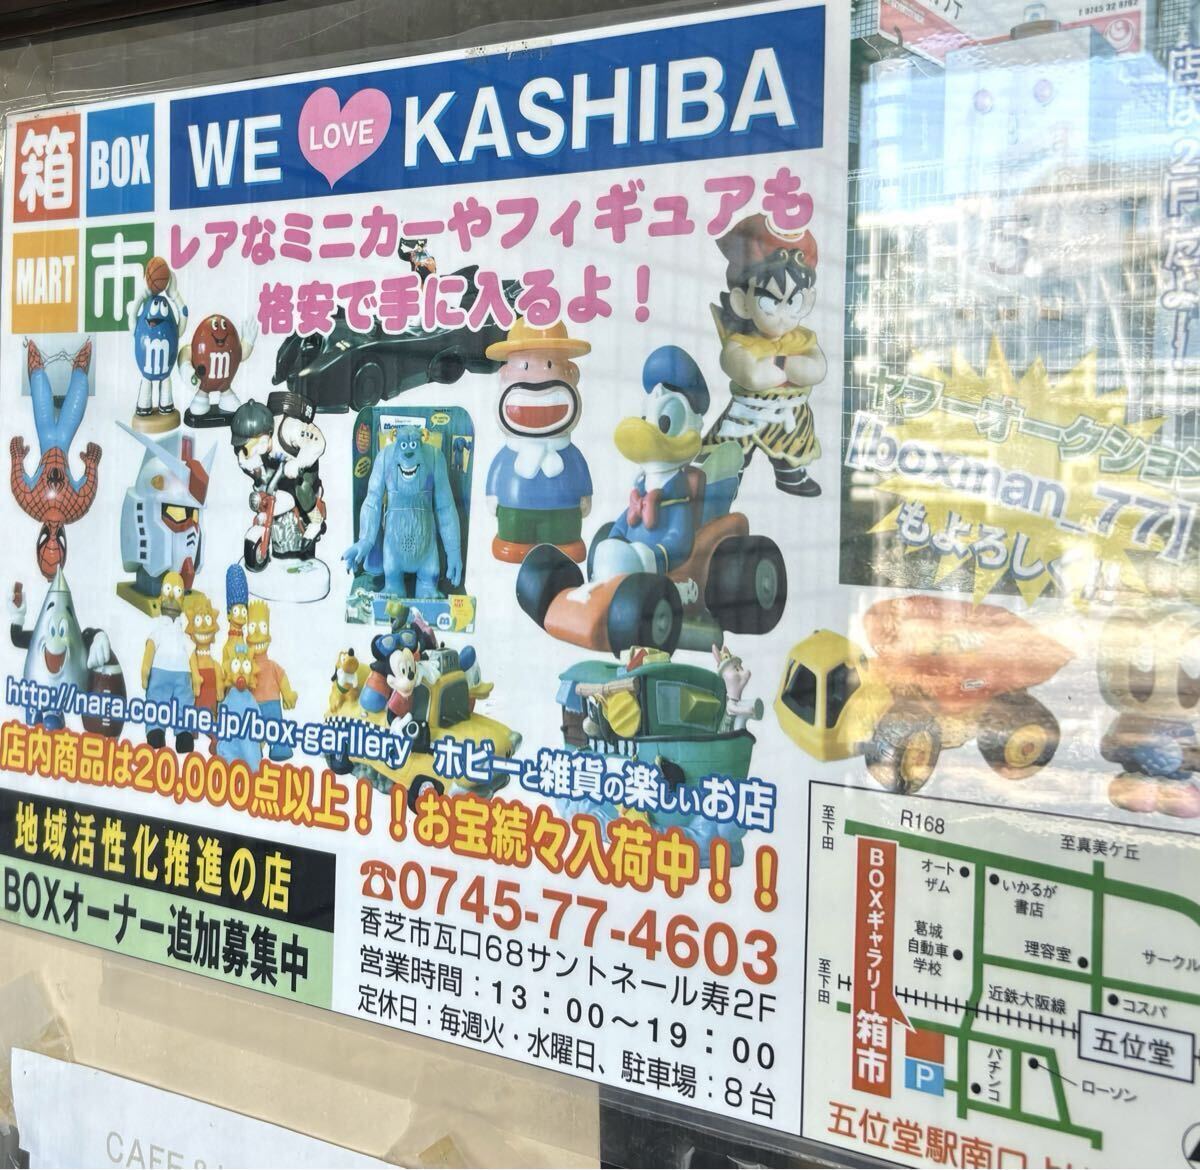 箱 BOX
MART 市
WE LOVE KASHIBA
レアなミニカーやフィギュアも
格安で手に入るよ！
m
m
http://nara.cool.ne.jp/box-garllery ホビーと雑貨の楽しいお店
店内商品は20,000点以上！！お宝続々入荷中！！
地域活性化推進の店
BOXオーナー追加募集中
☎0745-77-4603
香芝市瓦口68サントネール寿2F
営業時間：13：00〜19：00
定休日：毎週火・水曜日、駐車場：8台
店は2Fだよー
ヤフーオークション
【boxman_77】
もよろしく!!
至下田
R168
至真美ケ丘
オートザム
いかるが書店
葛城自動車学校
理容室
サークル
至下田
近鉄大阪線
コスパ
BOXギャラリー箱市
五位堂
P
パチンコ
ローソン
五位堂駅南口
CAFE